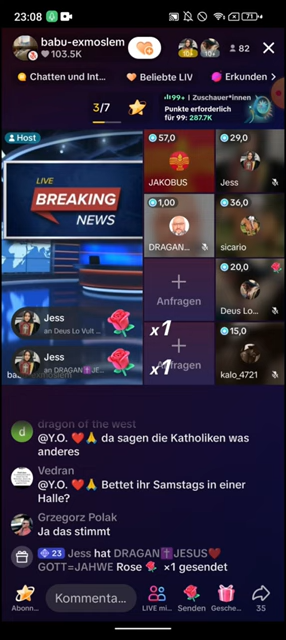 23:08
71
babu-exmoslem
103.5K
82
Chatten und Int...
Beliebte LIV
Erkunden
3/7
99+ | Zuschauer*innen
Punkte erforderlich
für 99: 287.7K
Host
LIVE
BREAKING
NEWS
57,0
JAKOBUS
29,0
Jess
1,00
DRAGAN...
36,0
sicario
Anfragen
20,0
Deus Lo...
Anfragen
15,0
kalo_4721
Jess
an Deus Lo Vult ...
x1
Jess
an DRAGAN✝️JE...
x1
dragon of the west
@Y.O. ❤️🙏 da sagen die Katholiken was
anderes
Vedran
@Y.O. ❤️🙏 Bettet ihr Samstags in einer
Halle?
Grzegorz Polak
Ja das stimmt
23 Jess hat DRAGAN✝️JESUS❤️
GOTT=JAHWE Rose 🌹 ×1 gesendet
Abonn...
Kommenta...
LIVE mi...
Senden
Gesche...
35